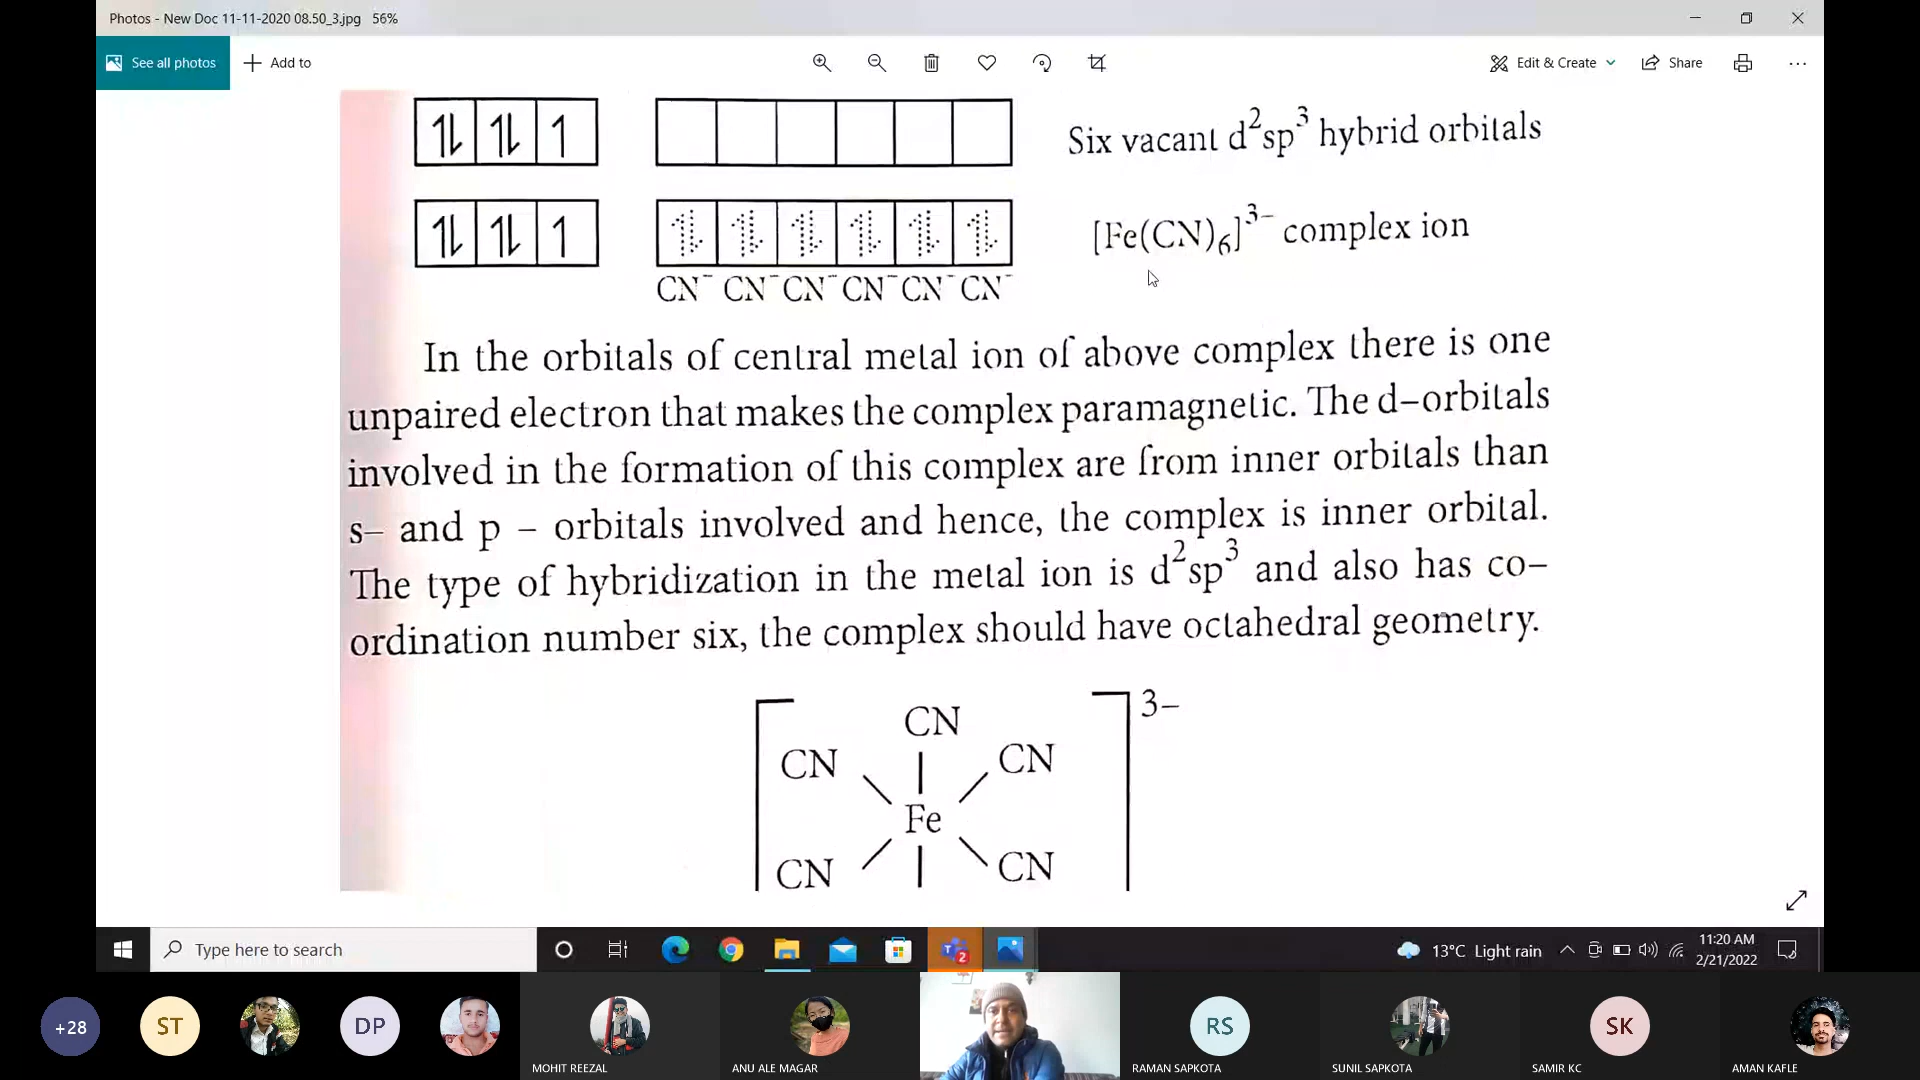 Photos - New Doc 11-11-2020 08.50_3.jpg 56%
See all photos
Add to
Edit & Create
Share
Six vacant d²sp³ hybrid orbitals
[Fe(CN)₆]³⁻ complex ion
CN⁻ CN⁻ CN⁻ CN⁻ CN⁻ CN⁻
In the orbitals of central metal ion of above complex there is one
unpaired electron that makes the complex paramagnetic. The d–orbitals
involved in the formation of this complex are from inner orbitals than
s– and p – orbitals involved and hence, the complex is inner orbital.
The type of hybridization in the metal ion is d²sp³ and also has co–
ordination number six, the complex should have octahedral geometry.
3–
CN
CN CN
Fe
CN CN
Type here to search
2
13°C Light rain
11:20 AM
2/21/2022
+28
ST
DP
RS
SK
MOHIT REEZAL
ANU ALE MAGAR
RAMAN SAPKOTA
SUNIL SAPKOTA
SAMIR KC
AMAN KAFLE